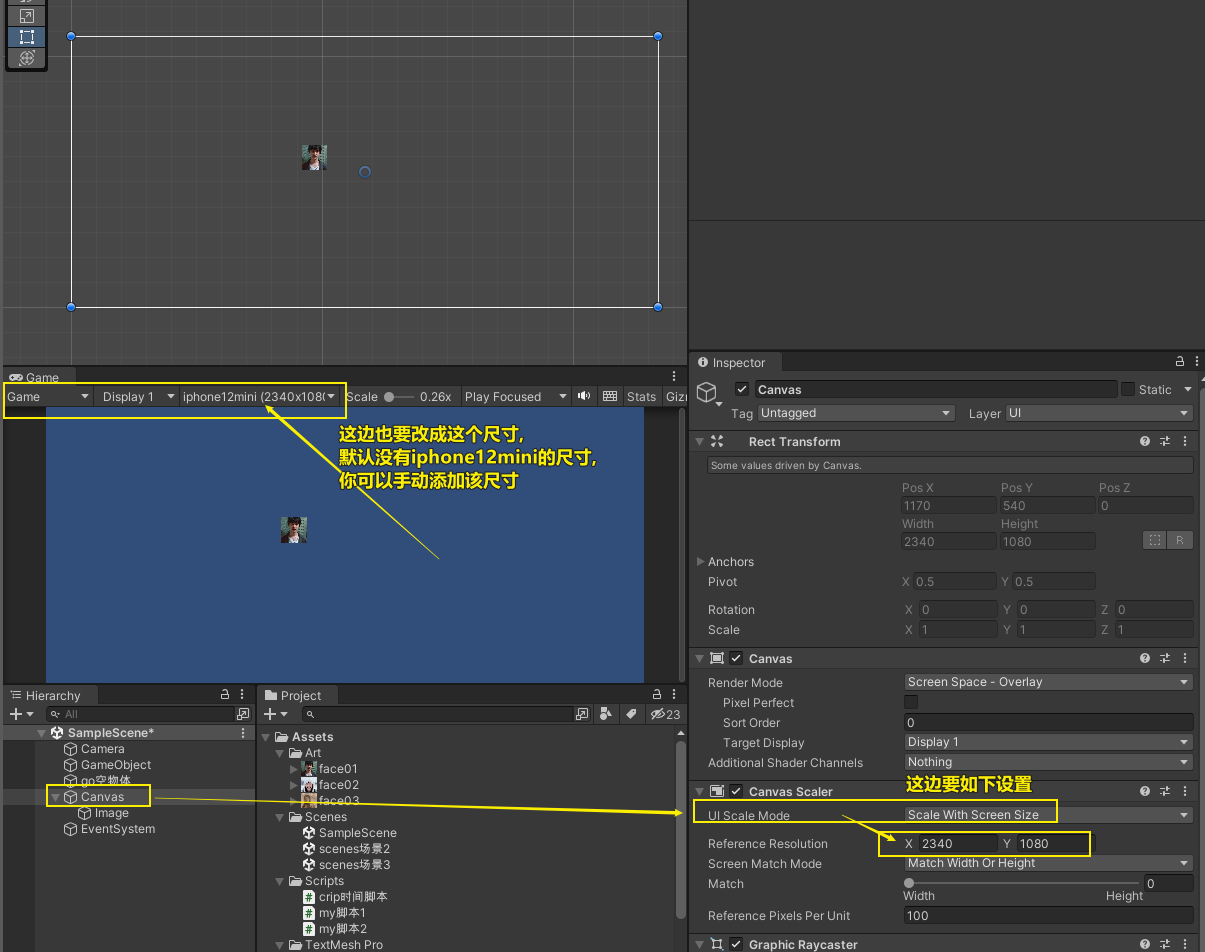 Game
Game
Display 1
iphone12mini (2340x1080
Scale
0.26x
Play Focused
Stats
Giz
这边也要改成这个尺寸,
默认没有iphone12mini的尺寸,
你可以手动添加该尺寸
Hierarchy
All
SampleScene*
Camera
GameObject
go空物体
Canvas
Image
EventSystem
Project
23
Assets
Art
face01
face02
face03
Scenes
SampleScene
scenes场景2
scenes场景3
Scripts
crip时间脚本
my脚本1
my脚本2
TextMesh Pro
Inspector
Canvas
Static
Tag Untagged
Layer UI
Rect Transform
Some values driven by Canvas.
Pos X Pos Y Pos Z
1170 540 0
Width Height
2340 1080
R
Anchors
Pivot X 0.5 Y 0.5
Rotation X 0 Y 0 Z 0
Scale X 1 Y 1 Z 1
Canvas
Render Mode Screen Space - Overlay
Pixel Perfect
Sort Order 0
Target Display Display 1
Additional Shader Channels Nothing
这边要如下设置
Canvas Scaler
UI Scale Mode Scale With Screen Size
Reference Resolution X 2340 Y 1080
Screen Match Mode Match Width Or Height
Match 0
Width Height
Reference Pixels Per Unit 100
Graphic Raycaster